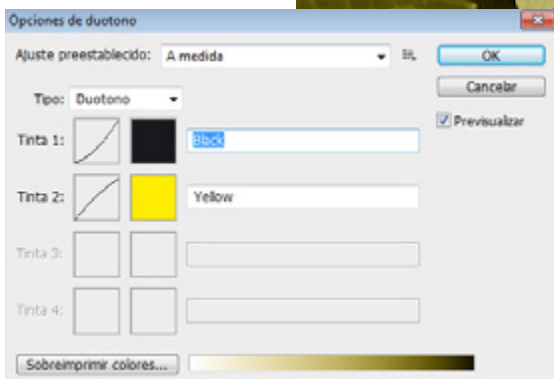 Opciones de duotono
Ajuste preestablecido: A medida
OK
Cancelar
Previsualizar
Tipo: Duotono
Tinta 1: Black
Tinta 2: Yellow
Tinta 3:
Tinta 4:
Sobreimprimir colores...